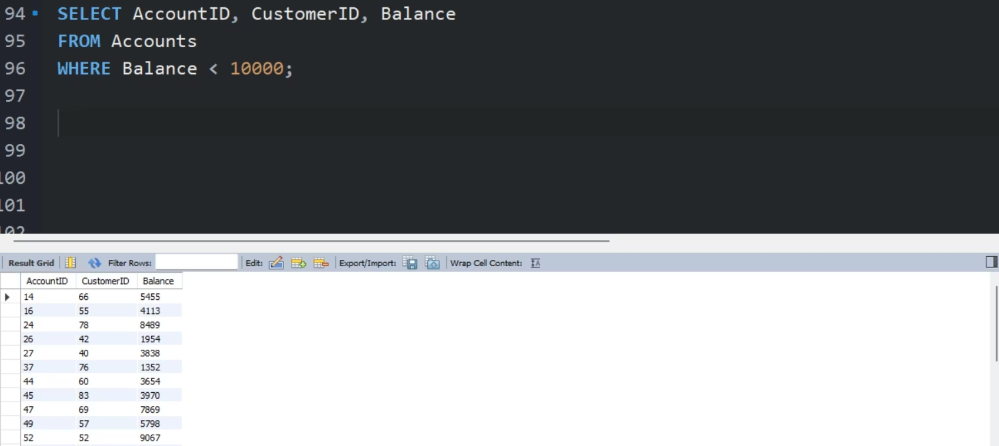 94 SELECT AccountID, CustomerID, Balance
95 FROM Accounts
96 WHERE Balance < 10000;
97
98
99
100
101
102
Result Grid Filter Rows: Edit: Export/Import: Wrap Cell Content:
AccountID CustomerID Balance
14 66 5455
16 55 4113
24 78 8489
26 42 1954
27 40 3838
37 76 1352
44 60 3654
45 83 3970
47 69 7869
49 57 5798
52 52 9067